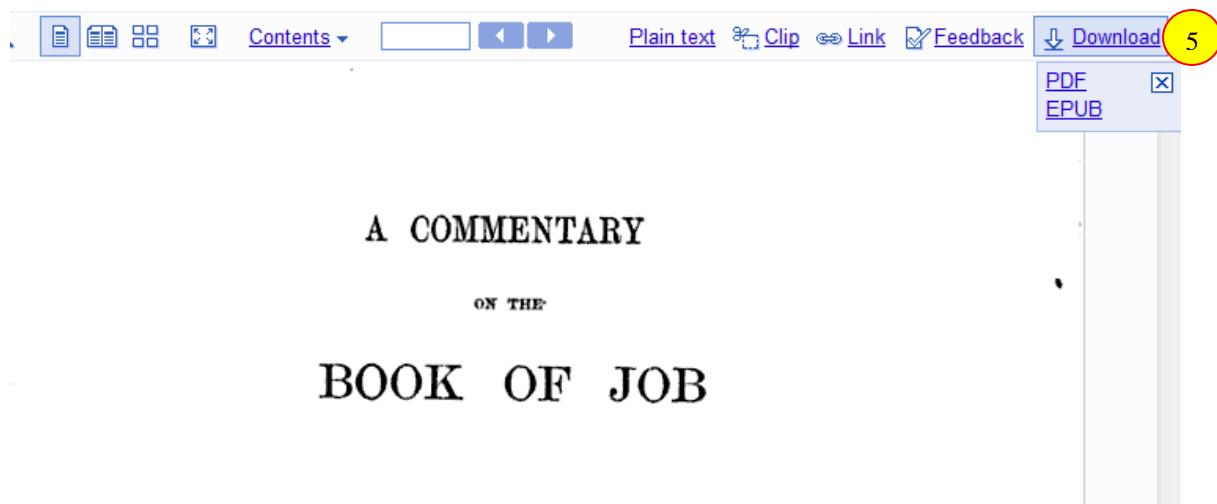 Contents Plain text Clip Link Feedback Download 5
PDF
EPUB
A COMMENTARY
ON THE
BOOK OF JOB